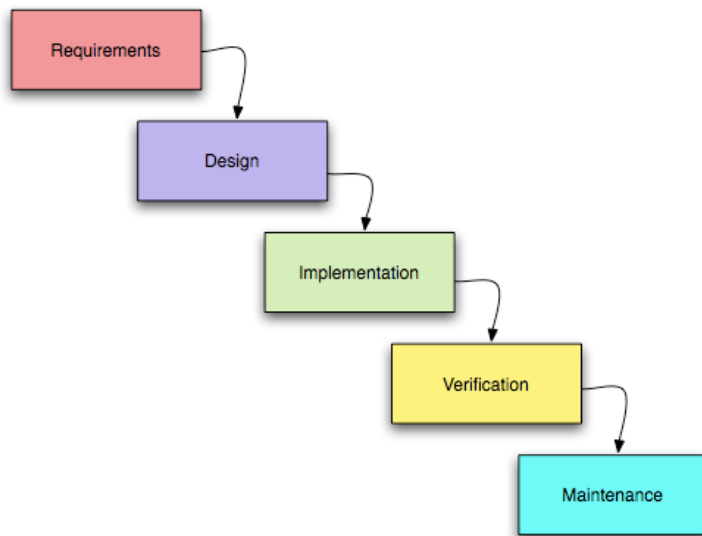 Requirements
Design
Implementation
Verification
Maintenance